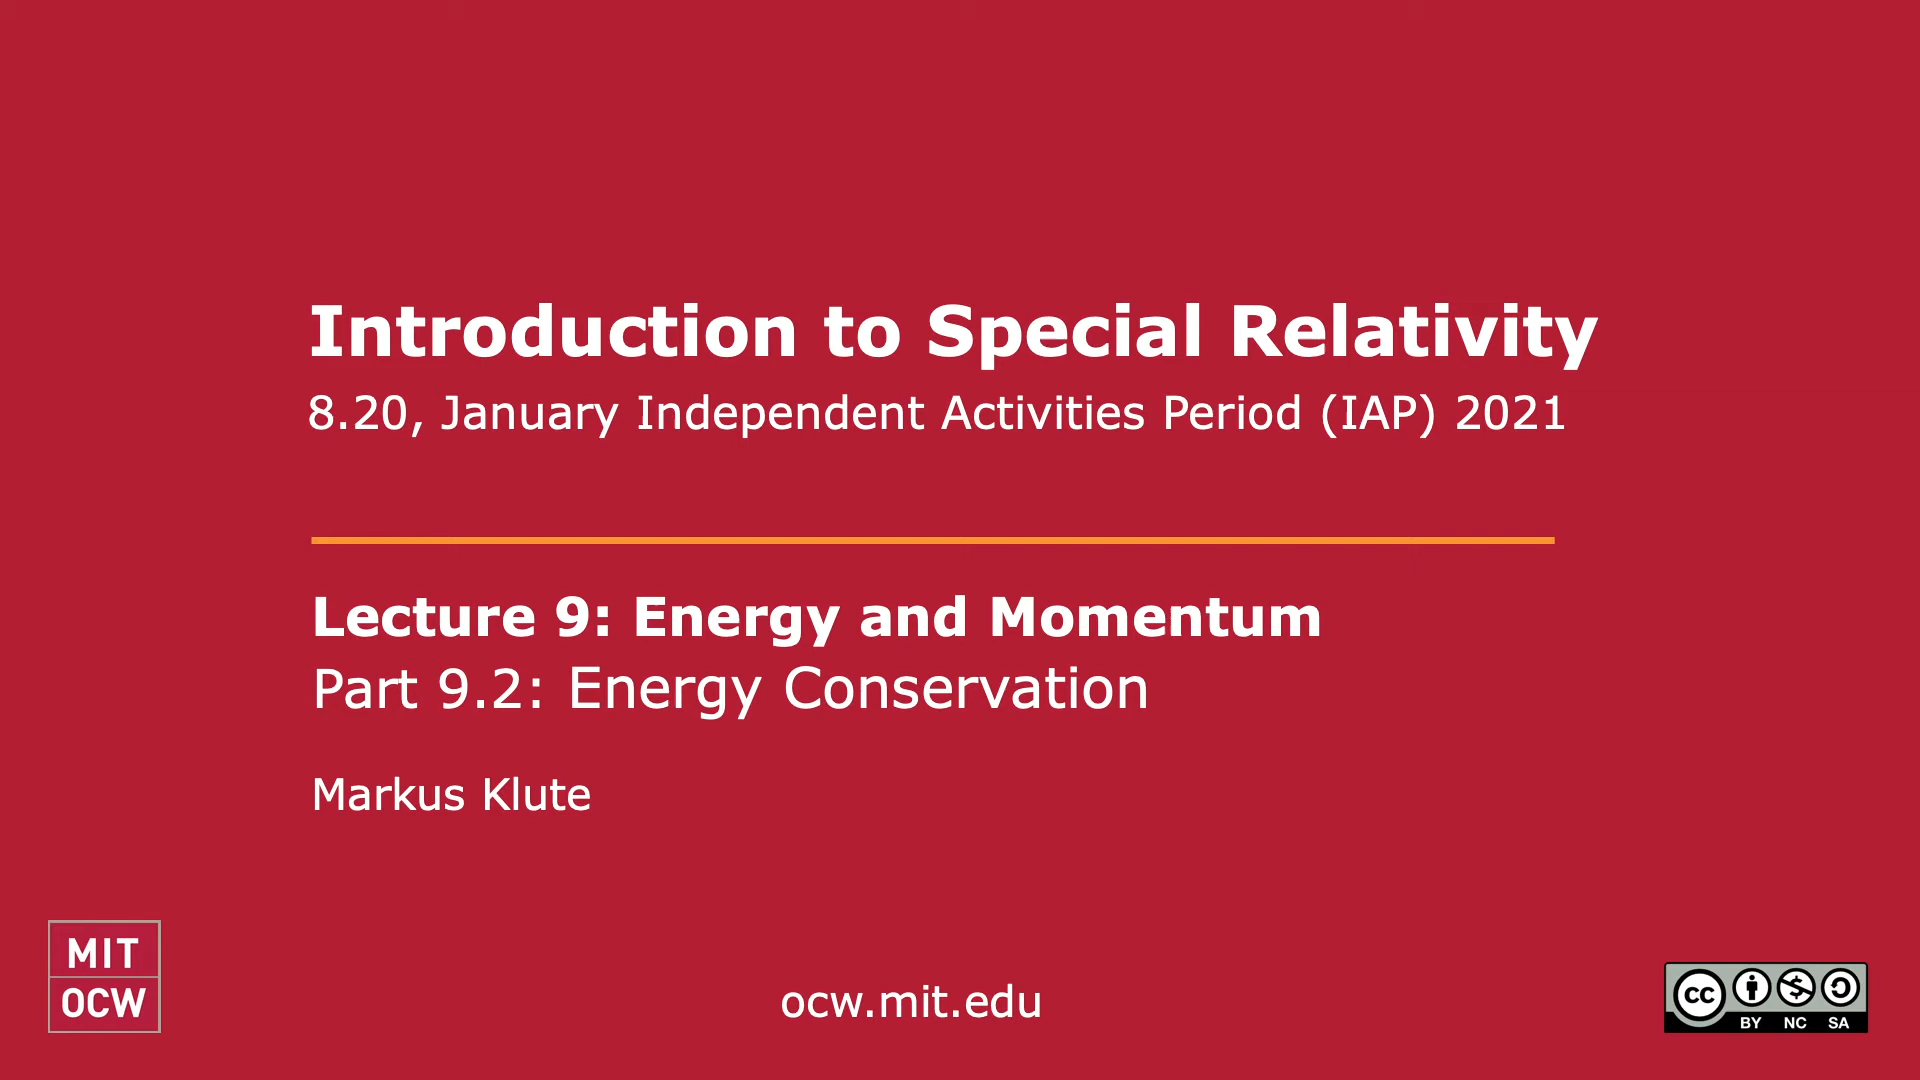 Introduction to Special Relativity
8.20, January Independent Activities Period (IAP) 2021
Lecture 9: Energy and Momentum
Part 9.2: Energy Conservation
Markus Klute
MIT
OCW
ocw.mit.edu
cc
BY NC SA